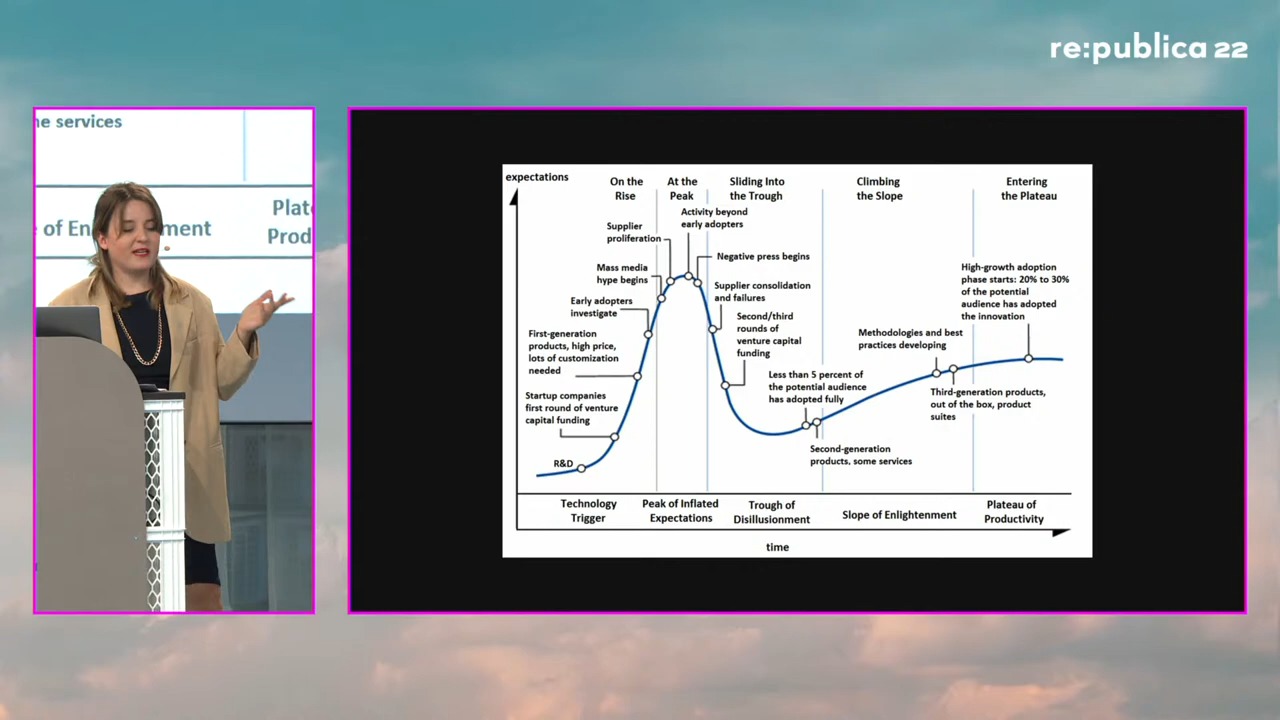 re:publica 22
ne services
Plat
of En
ment
Prod
expectations
On the
Rise
At the
Peak
Sliding Into
the Trough
Climbing
the Slope
Entering
the Plateau
Activity beyond
early adopters
Supplier
proliferation
Negative press begins
Mass media
hype begins
Supplier consolidation
and failures
Early adopters
investigate
Second/third
rounds of
venture capital
funding
First-generation
products, high price,
lots of customization
needed
Less than 5 percent of
the potential audience
has adopted fully
Startup companies
first round of venture
capital funding
R&D
Second-generation
products, some services
Methodologies and best
practices developing
Third-generation products,
out of the box, product
suites
High-growth adoption
phase starts: 20% to 30%
of the potential
audience has adopted
the innovation
Technology
Trigger
Peak of Inflated
Expectations
Trough of
Disillusionment
Slope of Enlightenment
Plateau of
Productivity
time